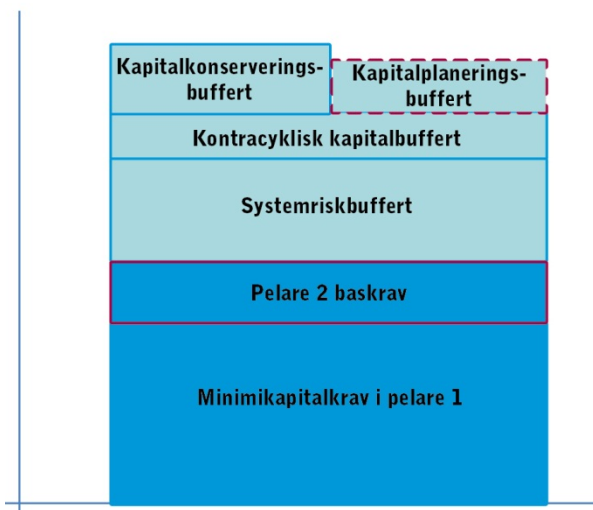 Kapitalkonserverings-
buffert
Kapitalplanerings-
buffert
Kontracyklisk kapitalbuffert
Systemriskbuffert
Pelare 2 baskrav
Minimikapitalkrav i pelare 1